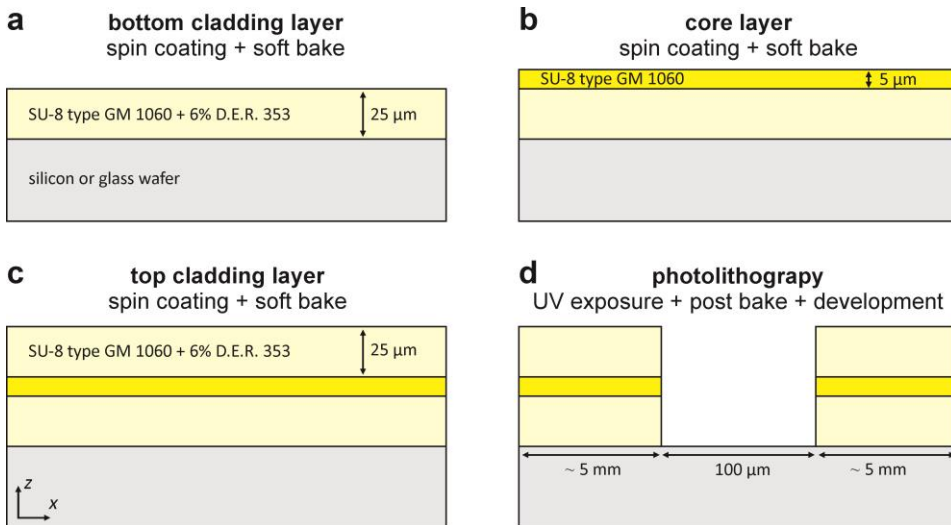 a
bottom cladding layer
spin coating + soft bake
SU-8 type GM 1060 + 6% D.E.R. 353
25 µm
silicon or glass wafer
b
core layer
spin coating + soft bake
SU-8 type GM 1060
5 µm
c
top cladding layer
spin coating + soft bake
SU-8 type GM 1060 + 6% D.E.R. 353
25 µm
z
x
d
photolithograpy
UV exposure + post bake + development
~ 5 mm
100 µm
~ 5 mm